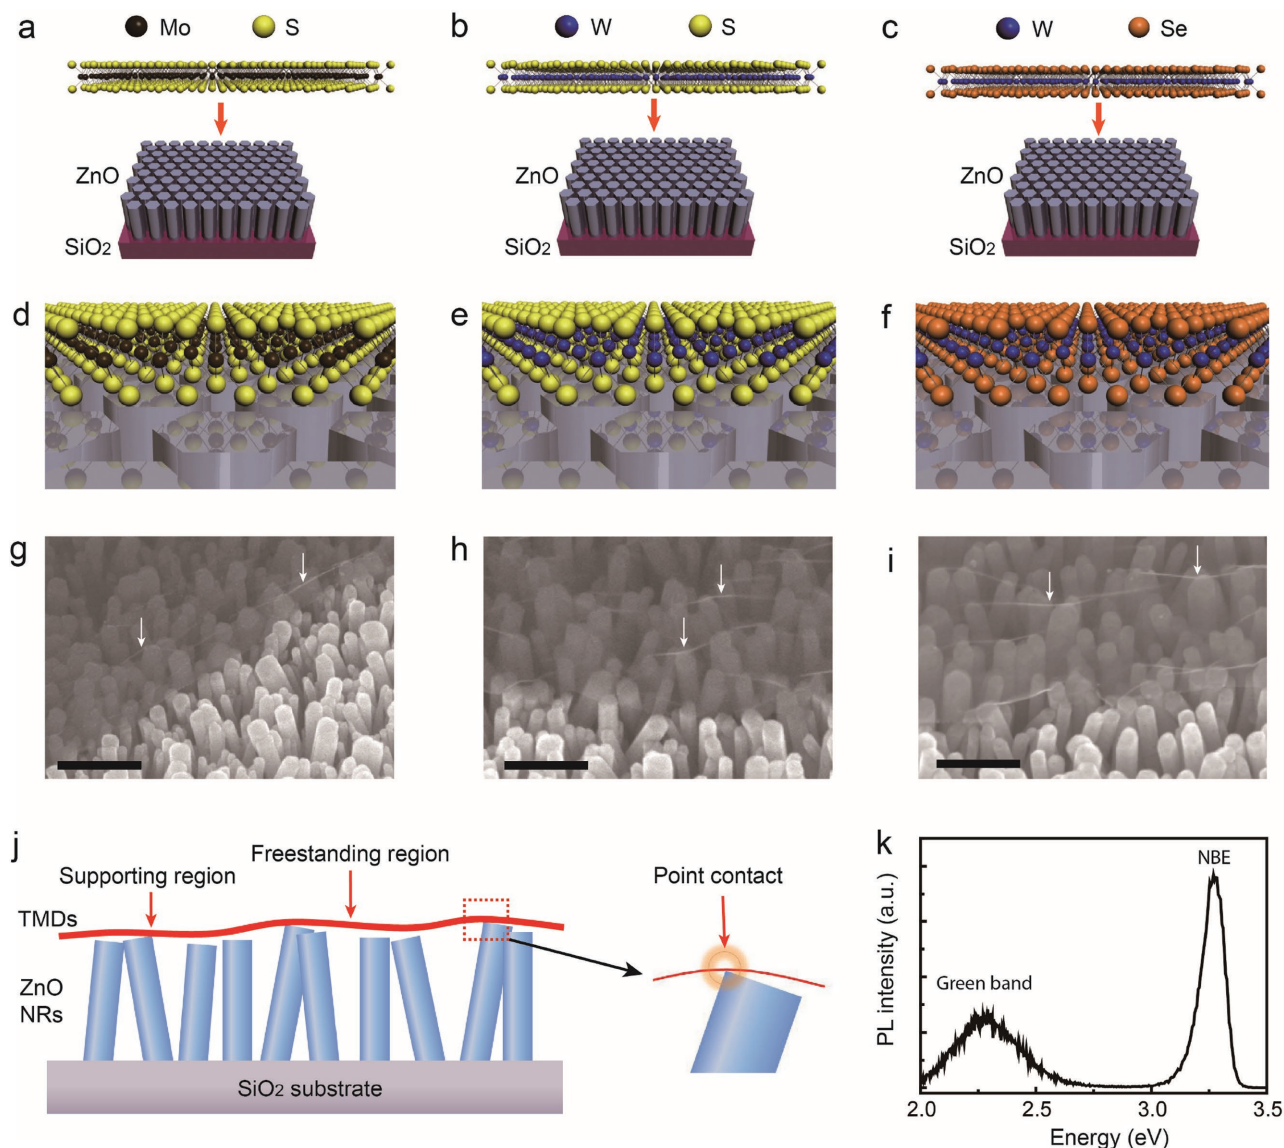 a
Mo
S
b
W
S
c
W
Se
ZnO
SiO2
ZnO
SiO2
ZnO
SiO2
d
e
f
g
h
i
j
Freestanding region
Supporting region
TMDs
Point contact
ZnO
NRs
SiO2 substrate
k
NBE
Green band
PL intensity (a.u.)
2.0
2.5
3.0
3.5
Energy (eV)